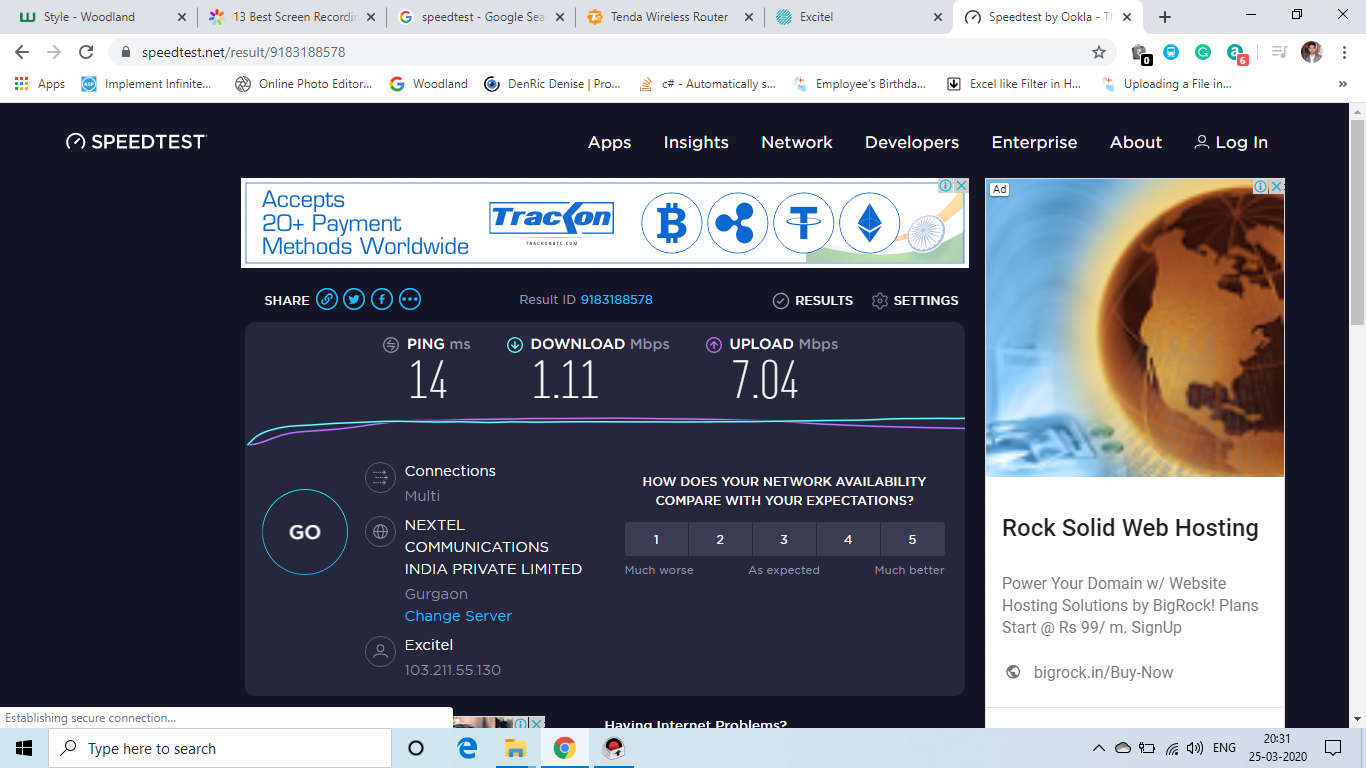 Style - Woodland
13 Best Screen Recordin
speedtest - Google Sea
Tenda Wireless Router
Excitel
Speedtest by Ookla - Th
speedtest.net/result/9183188578
0
6
Apps
Implement Infinite...
Online Photo Editor...
Woodland
DenRic Denise | Pro...
c# - Automatically s...
Employee's Birthda...
Excel like Filter in H...
Uploading a File in...
SPEEDTEST
Apps
Insights
Network
Developers
Enterprise
About
Log In
Accepts
20+ Payment
Methods Worldwide
Trackon
TRACKONBTC.COM
Ad
SHARE
Result ID 9183188578
RESULTS
SETTINGS
PING ms
14
DOWNLOAD Mbps
1.11
UPLOAD Mbps
7.04
GO
Connections
Multi
NEXTEL
COMMUNICATIONS
INDIA PRIVATE LIMITED
Gurgaon
Change Server
Excitel
103.211.55.130
HOW DOES YOUR NETWORK AVAILABILITY
COMPARE WITH YOUR EXPECTATIONS?
1 2 3 4 5
Much worse As expected Much better
Rock Solid Web Hosting
Power Your Domain w/ Website
Hosting Solutions by BigRock! Plans
Start @ Rs 99/ m. SignUp
bigrock.in/Buy-Now
Having Internet Problems?
Establishing secure connection...
Type here to search
ENG
20:31
25-03-2020